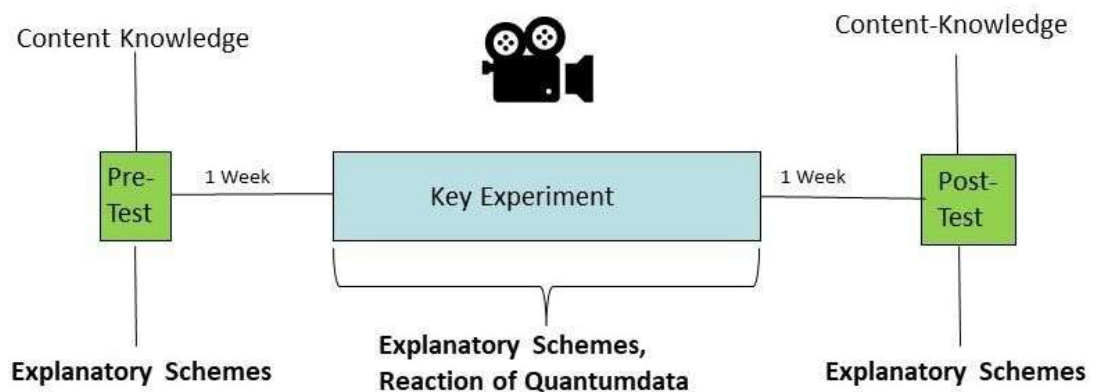 Content Knowledge
Content-Knowledge
Pre-
Test
1 Week
Key Experiment
1 Week
Post-
Test
Explanatory Schemes
Explanatory Schemes,
Reaction of Quantumdata
Explanatory Schemes